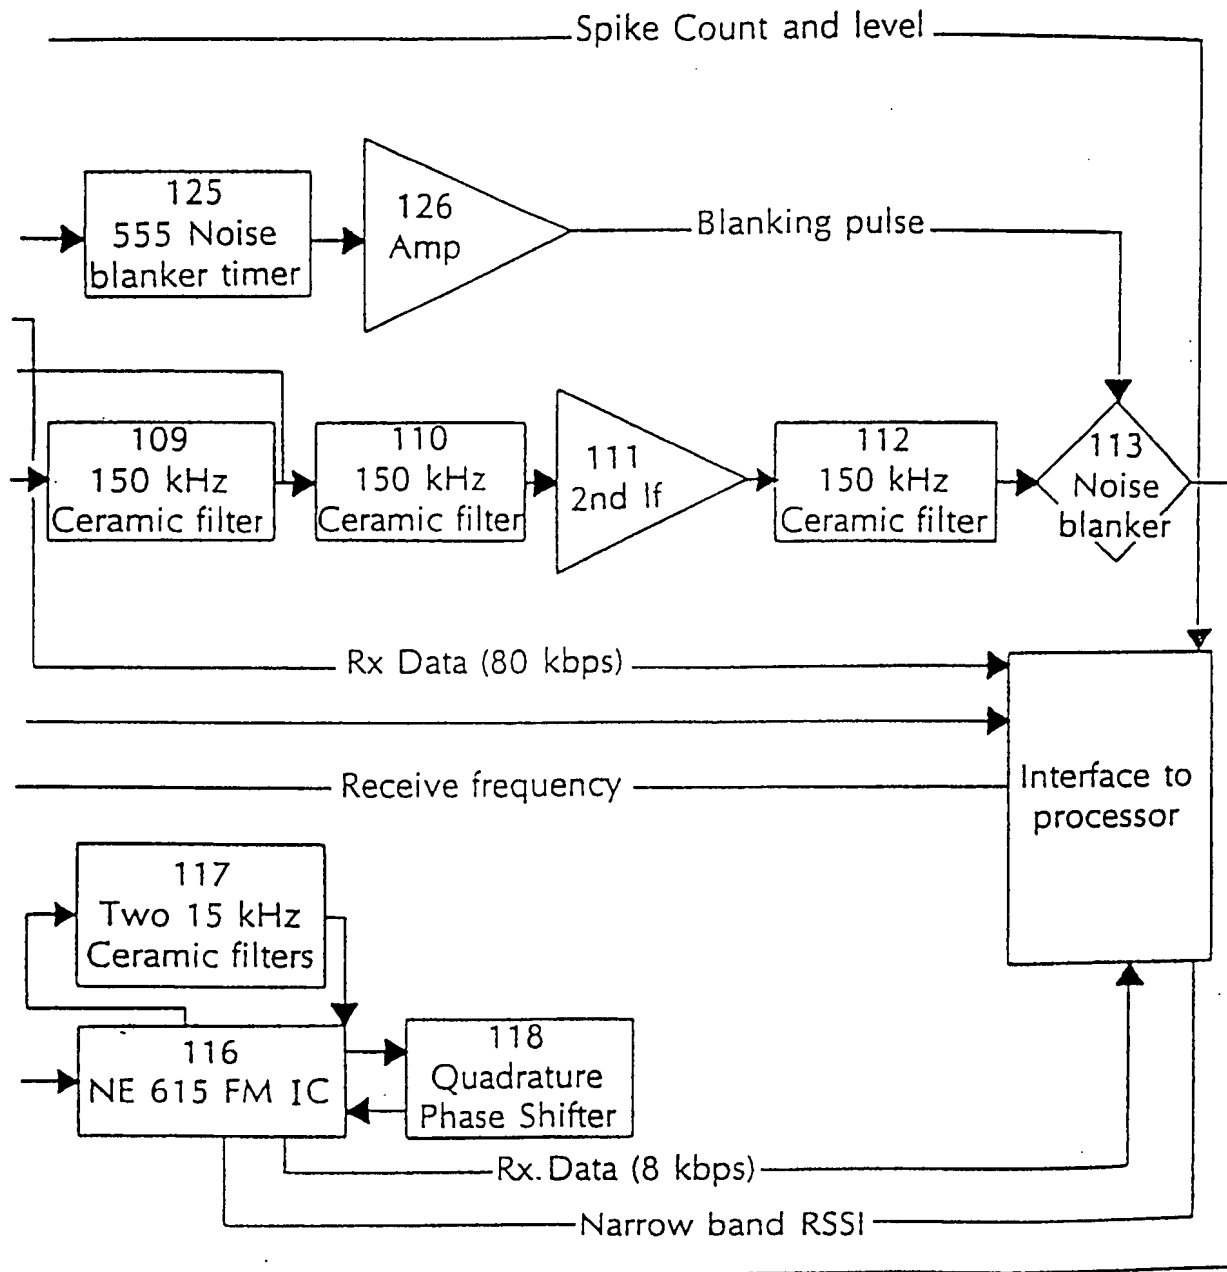 Spike Count and level
125
555 Noise
blanker timer
126
Amp
Blanking pulse
109
150 kHz
Ceramic filter
110
150 kHz
Ceramic filter
111
2nd If
112
150 kHz
Ceramic filter
113
Noise
blanker
Rx Data (80 kbps)
Receive frequency
Interface to
processor
117
Two 15 kHz
Ceramic filters
116
NE 615 FM IC
118
Quadrature
Phase Shifter
Rx. Data (8 kbps)
Narrow band RSSI